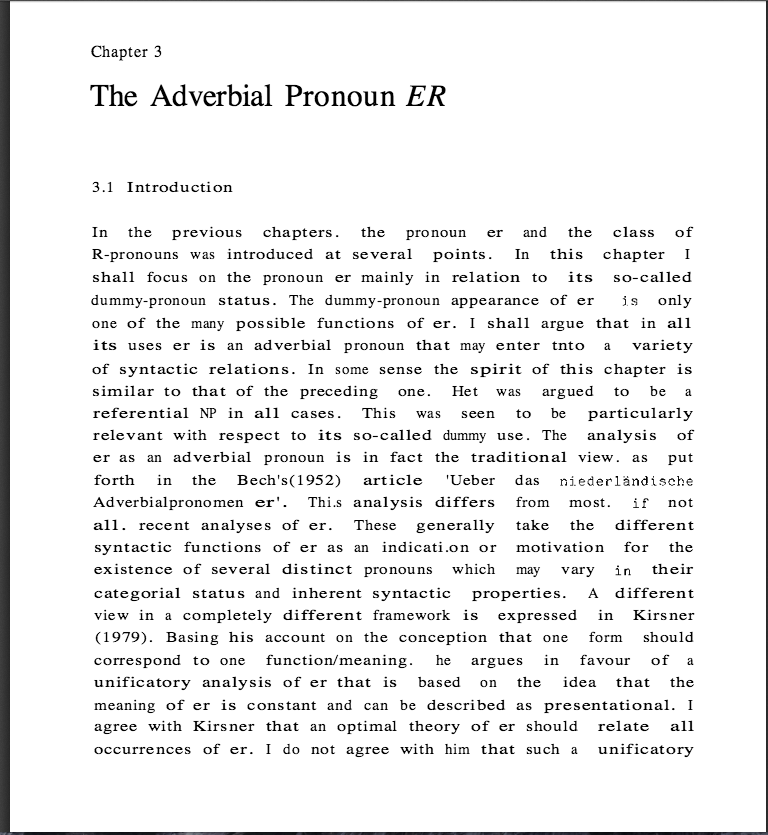 Chapter 3
The Adverbial Pronoun ER
3.1 Introduction
In the previous chapters. the pronoun er and the class of
R-pronouns was introduced at several points. In this chapter I
shall focus on the pronoun er mainly in relation to its so-called
dummy-pronoun status. The dummy-pronoun appearance of er is only
one of the many possible functions of er. I shall argue that in all
its uses er is an adverbial pronoun that may enter tnto a variety
of syntactic relations. In some sense the spirit of this chapter is
similar to that of the preceding one. Het was argued to be a
referential NP in all cases. This was seen to be particularly
relevant with respect to its so-called dummy use. The analysis of
er as an adverbial pronoun is in fact the traditional view. as put
forth in the Bech's(1952) article 'Ueber das niederländische
Adverbialpronomen er'. Thi.s analysis differs from most. if not
all. recent analyses of er. These generally take the different
syntactic functions of er as an indicati.on or motivation for the
existence of several distinct pronouns which may vary in their
categorial status and inherent syntactic properties. A different
view in a completely different framework is expressed in Kirsner
(1979). Basing his account on the conception that one form should
correspond to one function/meaning. he argues in favour of a
unificatory analysis of er that is based on the idea that the
meaning of er is constant and can be described as presentational. I
agree with Kirsner that an optimal theory of er should relate all
occurrences of er. I do not agree with him that such a unificatory